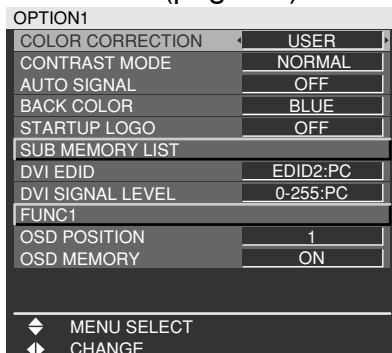 OPTION1
COLOR CORRECTION USER
CONTRAST MODE NORMAL
AUTO SIGNAL OFF
BACK COLOR BLUE
STARTUP LOGO OFF
SUB MEMORY LIST
DVI EDID EDID2:PC
DVI SIGNAL LEVEL 0-255:PC
FUNC1
OSD POSITION 1
OSD MEMORY ON
MENU SELECT
CHANGE